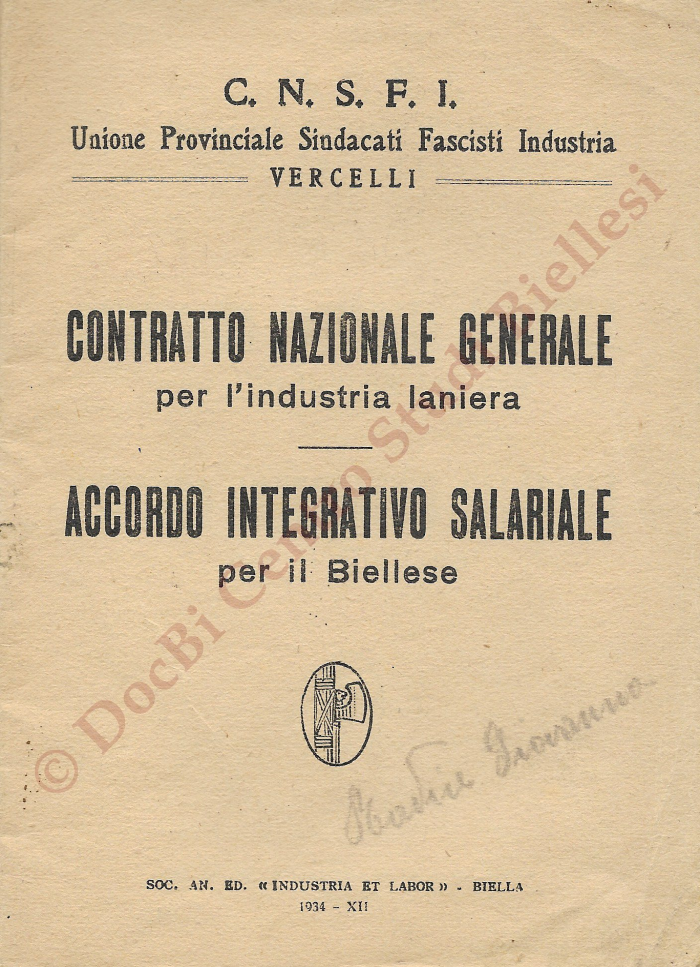 C. N. S. F. I.
Unione Provinciale Sindacati Fascisti Industria
VERCELLI
CONTRATTO NAZIONALE GENERALE
per l'industria laniera
ACCORDO INTEGRATIVO SALARIALE
per il Biellese
Giovanna
SOC. AN. ED. « INDUSTRIA ET LABOR » - BIELLA
1934 - XII
© DocBi Centro Studi Biellesi